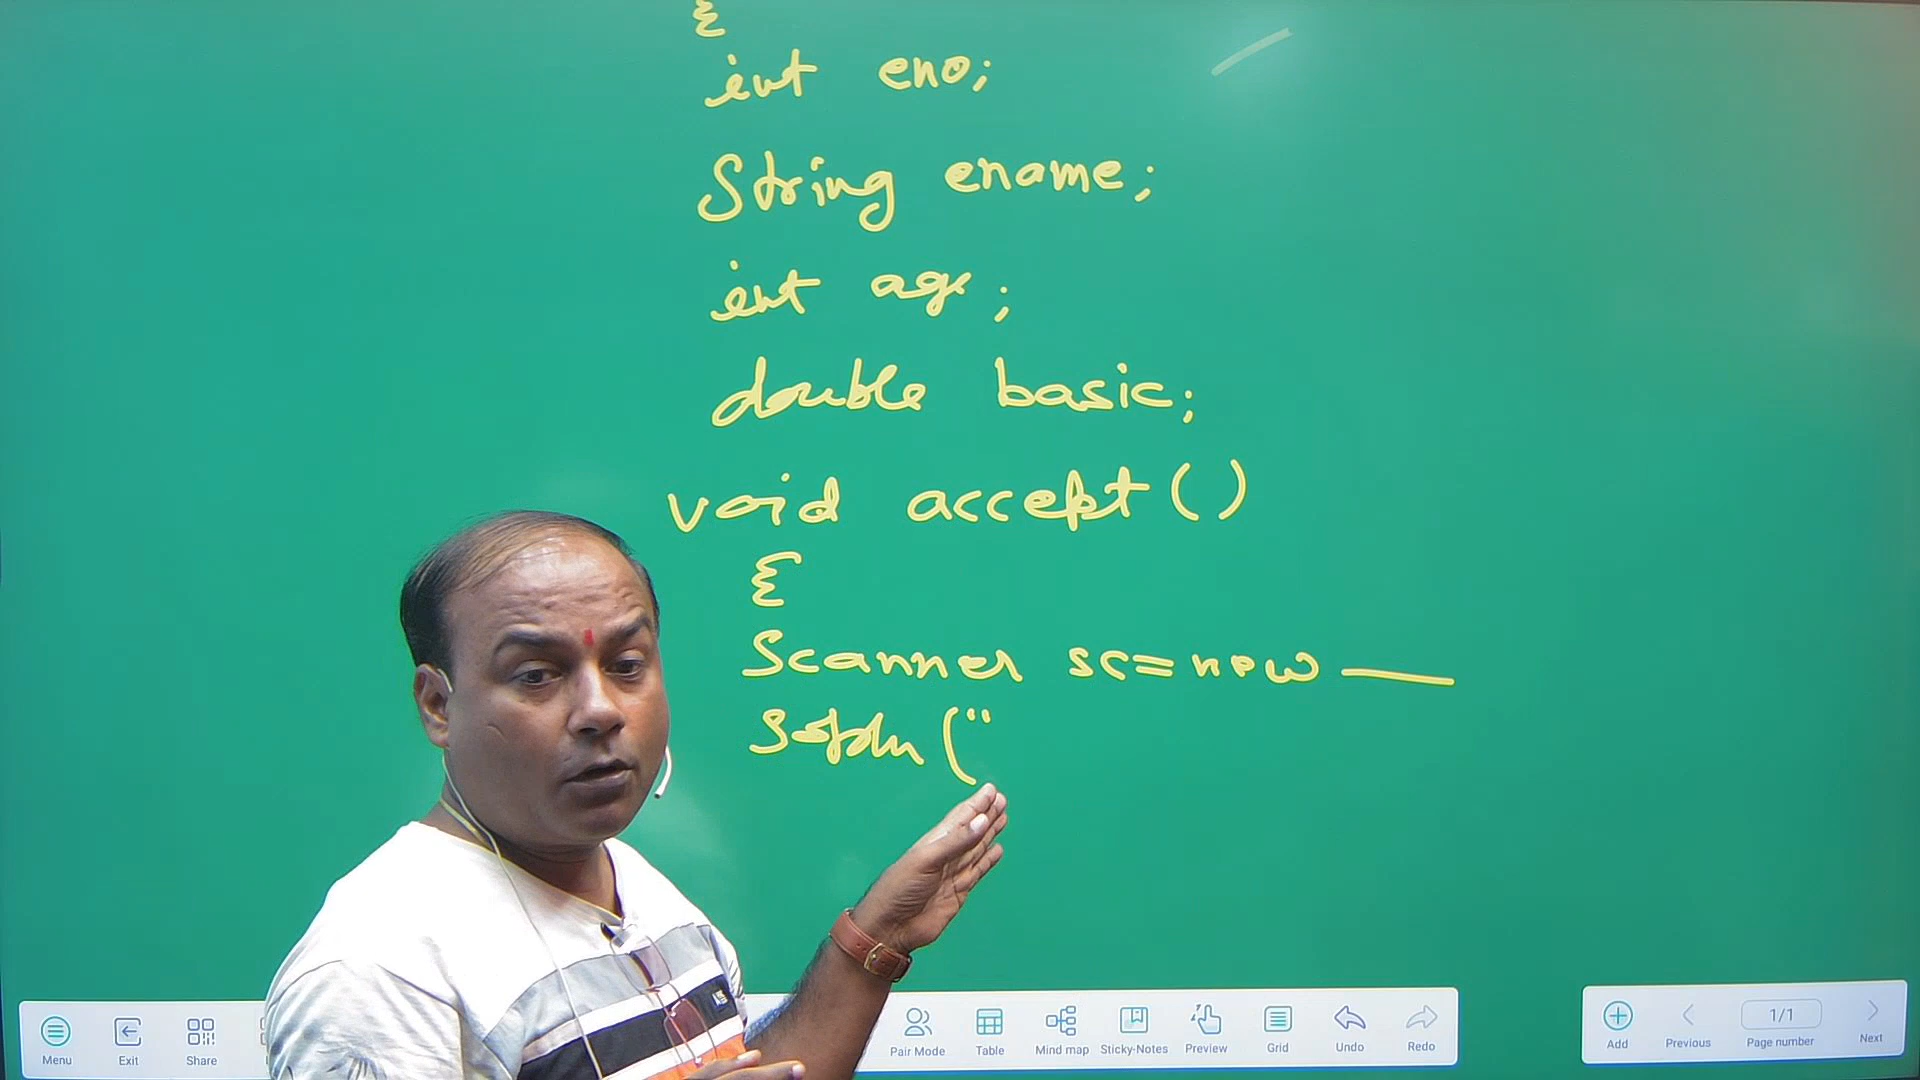 {
int eno;
String ename;
int age;
double basic;
void accept()
{
Scanner sc=new ___
Sopln("
Menu
Exit
Share
Pair Mode
Table
Mind map
Sticky-Notes
Preview
Grid
Undo
Redo
Add
Previous
1/1
Page number
Next